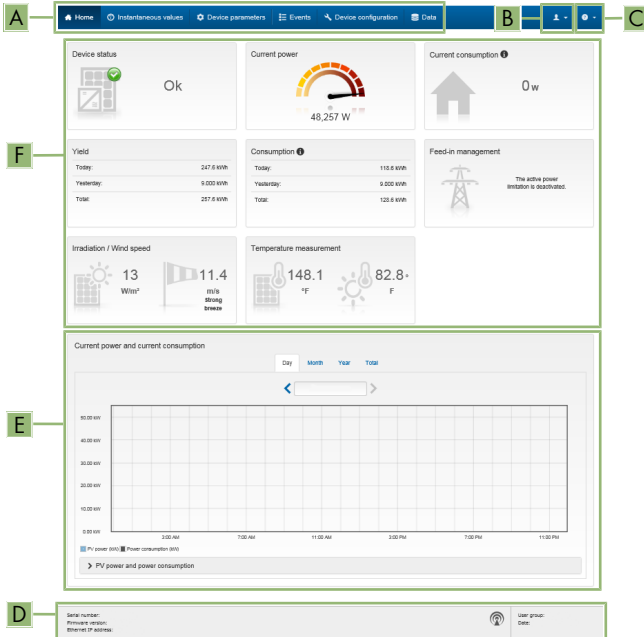 A
Home Instantaneous values Device parameters Events Device configuration Data
B
C
F
Device status
Ok
Current power
48,257 W
Current consumption
0 w
Yield
Today: 247.6 kWh
Yesterday: 9.000 kWh
Total: 257.6 kWh
Consumption
Today: 118.6 kWh
Yesterday: 9.000 kWh
Total: 128.6 kWh
Feed-in management
The active power
limitation is deactivated.
Irradiation / Wind speed
13
W/m²
11.4
m/s
strong
breeze
Temperature measurement
148.1
°F
82.8°
F
E
Current power and current consumption
Day Month Year Total
50.00 kW
40.00 kW
30.00 kW
20.00 kW
10.00 kW
0.00 kW
3:00 AM 7:00 AM 11:00 AM 3:00 PM 7:00 PM 11:00 PM
PV power (kW) Power consumption (kW)
PV power and power consumption
D
Serial number:
Firmware version:
Ethernet IP address:
User group:
Date: